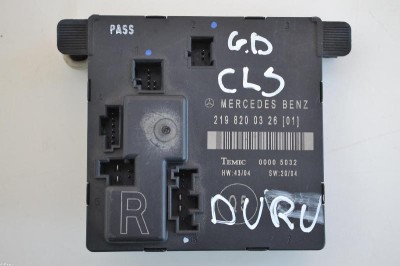 PASS
G.D
CLS
MERCEDES BENZ
219 820 03 26 [01]
TEMIC 0000 5032
HW:43/04 SW:20/04
R
DURU